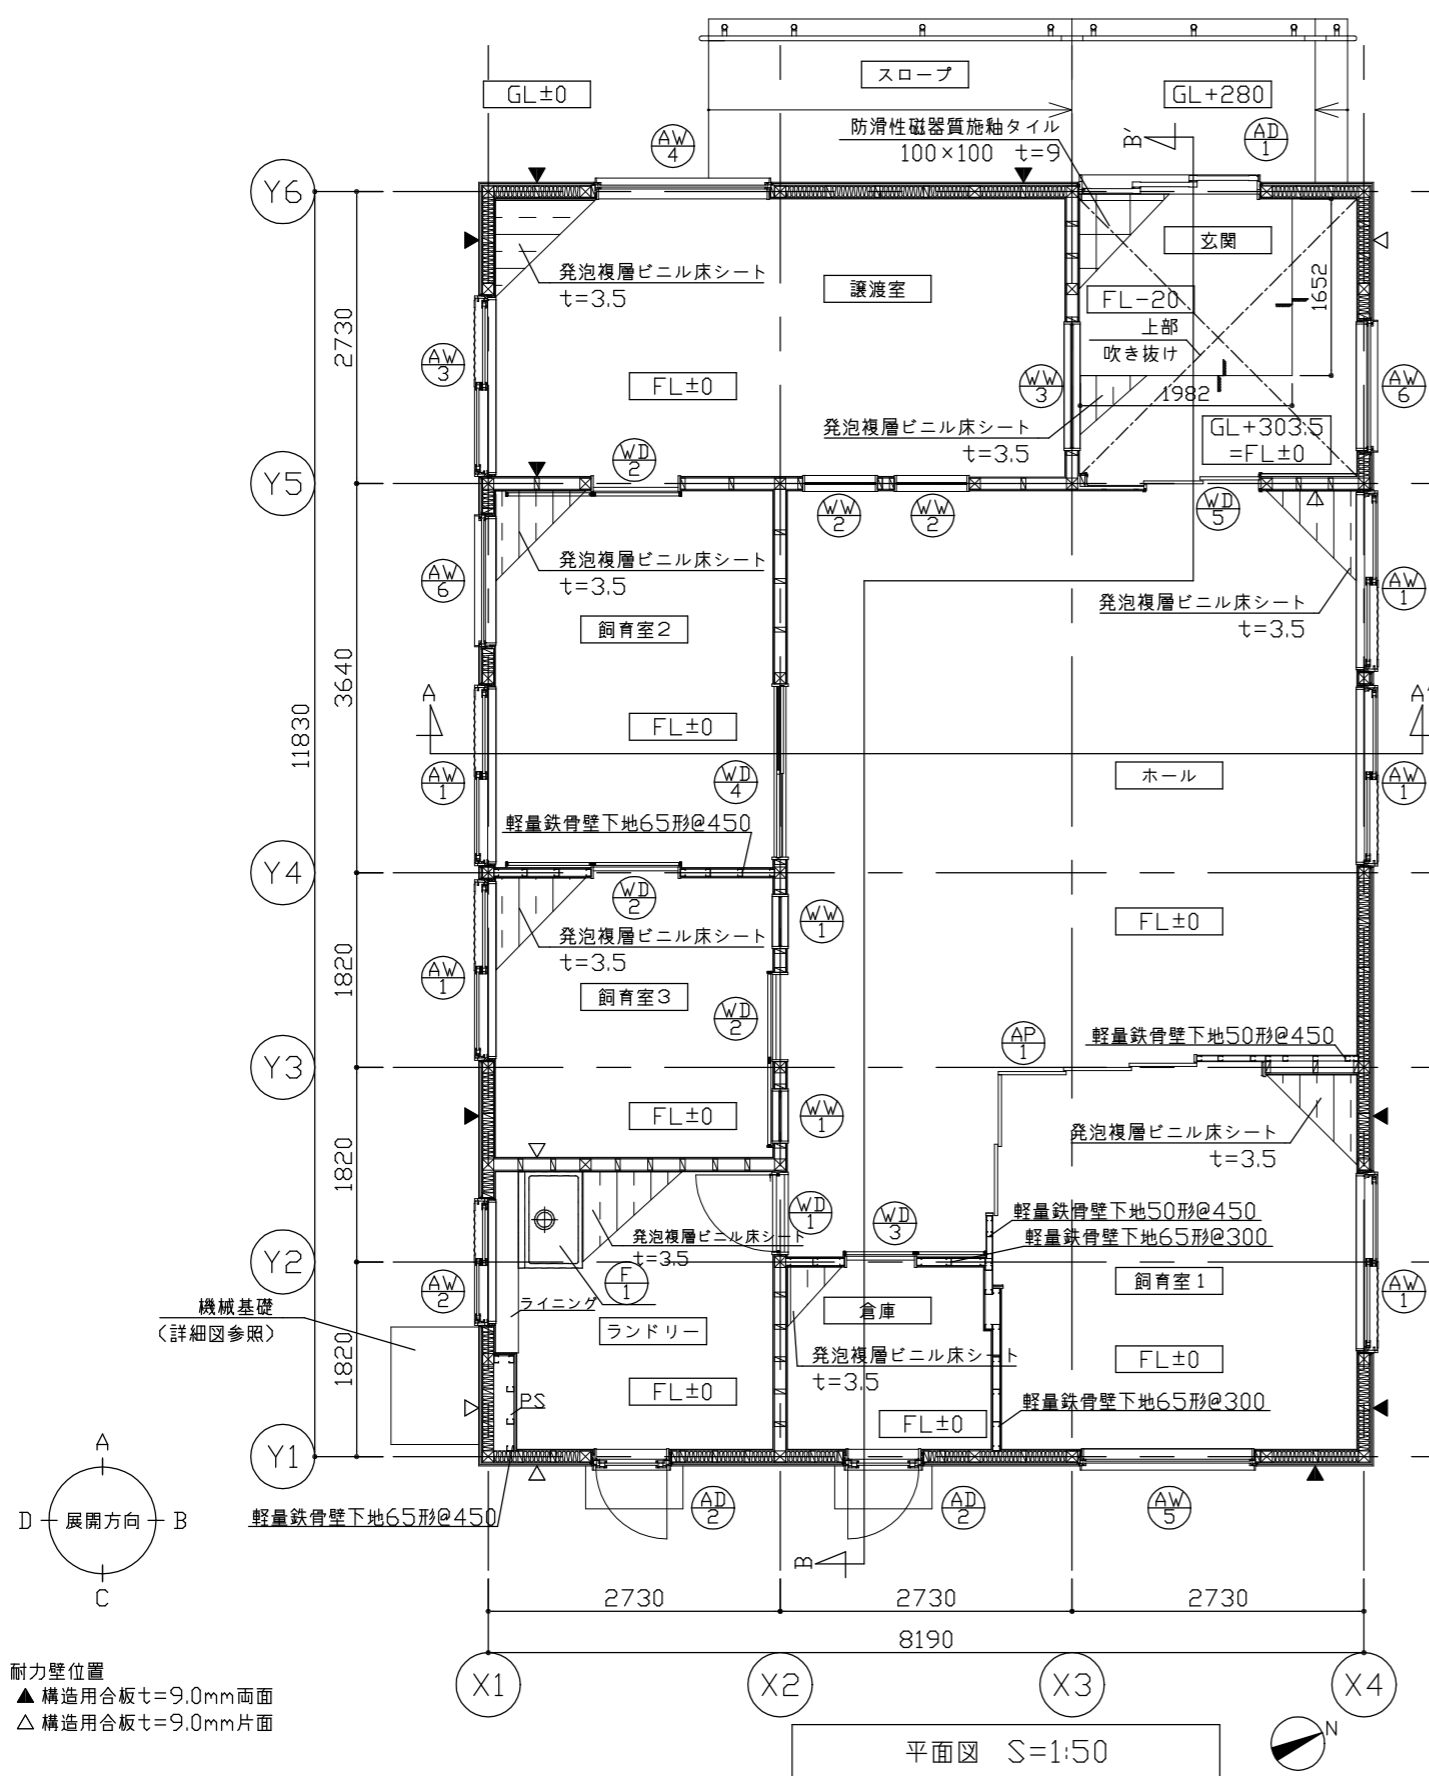 スロープ
GL±0
GL+280
防滑性磁器質施釉タイル
100×100 t=9
B'
AD
1
AW
4
Y6
玄関
発泡複層ビニル床シート
t=3.5
譲渡室
FL-20
1652
上部
吹き抜け
2730
AW
3
FL±0
WW
3
1982
AW
6
発泡複層ビニル床シート
t=3.5
GL+303.5
=FL±0
WD
2
Y5
WW
2
WW
2
WD
5
発泡複層ビニル床シート
t=3.5
AW
6
AW
1
発泡複層ビニル床シート
t=3.5
飼育室2
3640
A
A'
FL±0
11830
AW
1
WD
4
ホール
AW
1
軽量鉄骨壁下地65形@450
Y4
WD
2
WW
1
FL±0
発泡複層ビニル床シート
t=3.5
1820
AW
1
飼育室3
WD
2
AP
1
軽量鉄骨壁下地50形@450
Y3
FL±0
WW
1
発泡複層ビニル床シート
t=3.5
1820
WD
1
WD
3
軽量鉄骨壁下地50形@450
発泡複層ビニル床シート
t=3.5
軽量鉄骨壁下地65形@300
Y2
F
1
飼育室1
AW
2
AW
1
機械基礎
(詳細図参照)
ライニング
倉庫
ランドリー
発泡複層ビニル床シート
t=3.5
FL±0
1820
FL±0
PS
軽量鉄骨壁下地65形@300
FL±0
Y1
A
D
展開方向
B
C
軽量鉄骨壁下地65形@450
AD
2
AD
2
AW
5
B
2730
2730
2730
8190
X1
X2
X3
X4
耐力壁位置
▲ 構造用合板t=9.0mm両面
△ 構造用合板t=9.0mm片面
平面図 S=1:50
N